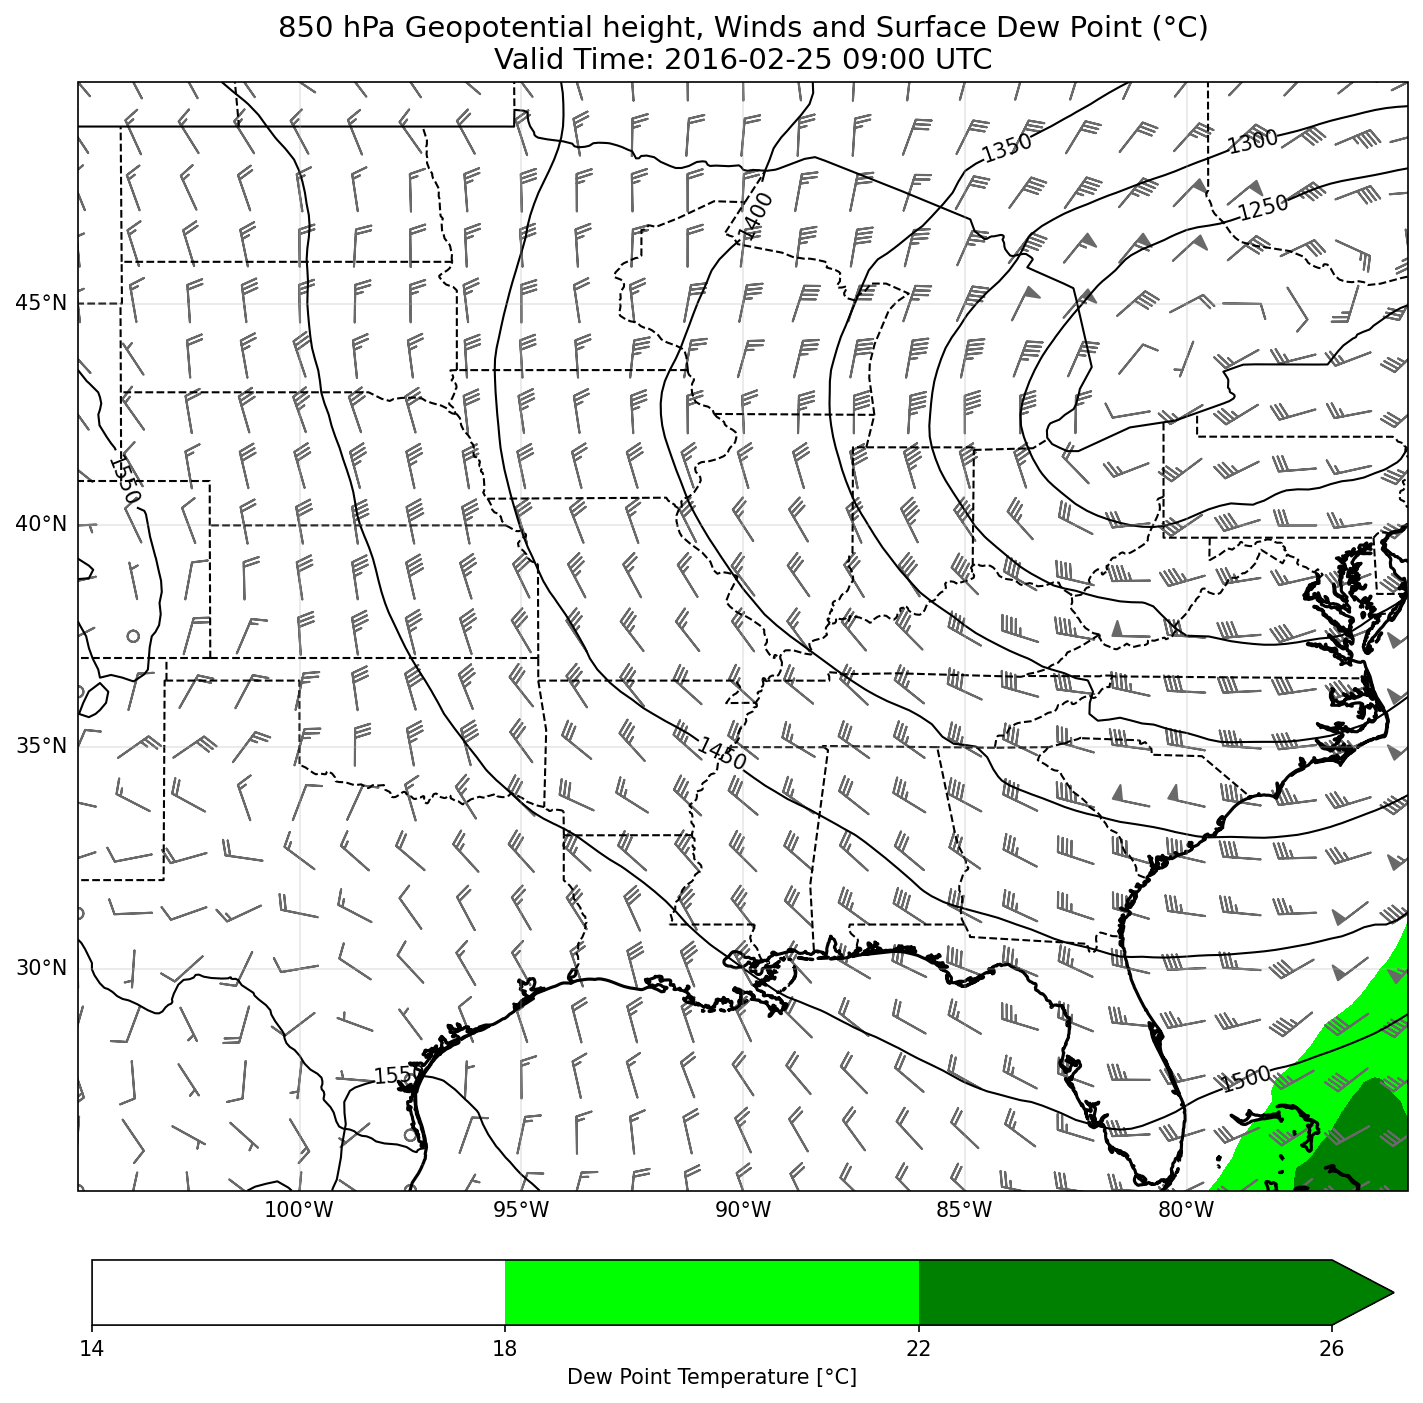 850 hPa Geopotential height, Winds and Surface Dew Point (°C)
Valid Time: 2016-02-25 09:00 UTC
1350
1300
1250
1400
45°N
1550
40°N
35°N
1450
30°N
1550
1500
100°W 95°W 90°W 85°W 80°W
14 18 22 26
Dew Point Temperature [°C]